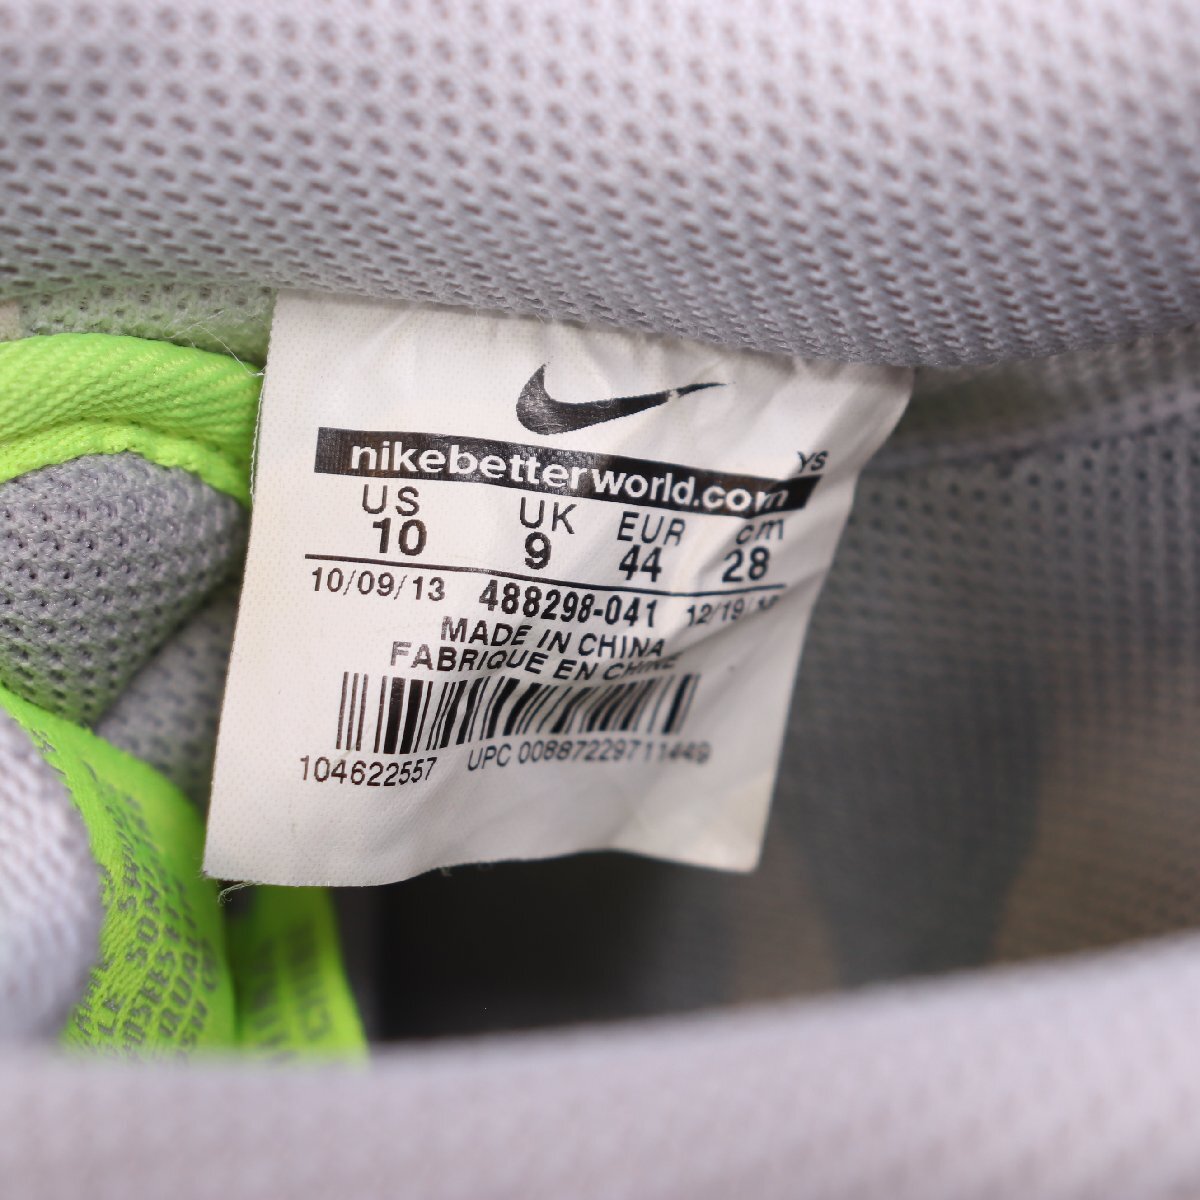 nikebetterworld.com YS
US UK EUR cm
10 9 44 28
10/09/13 488298-041
MADE IN CHINA
FABRIQUE EN CHINE
104622557 UPC 00887229711449